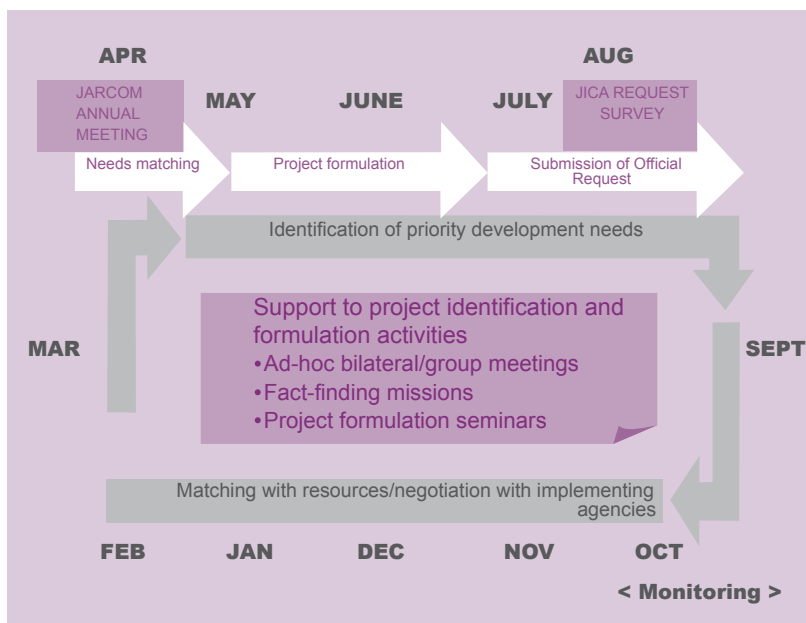 APR
AUG
JARCOM
ANNUAL
MEETING
MAY
JUNE
JULY
JICA REQUEST
SURVEY
Needs matching
Project formulation
Submission of Official
Request
Identification of priority development needs
Support to project identification and
formulation activities
•Ad-hoc bilateral/group meetings
•Fact-finding missions
•Project formulation seminars
MAR
SEPT
Matching with resources/negotiation with implementing
agencies
FEB
JAN
DEC
NOV
OCT
< Monitoring >